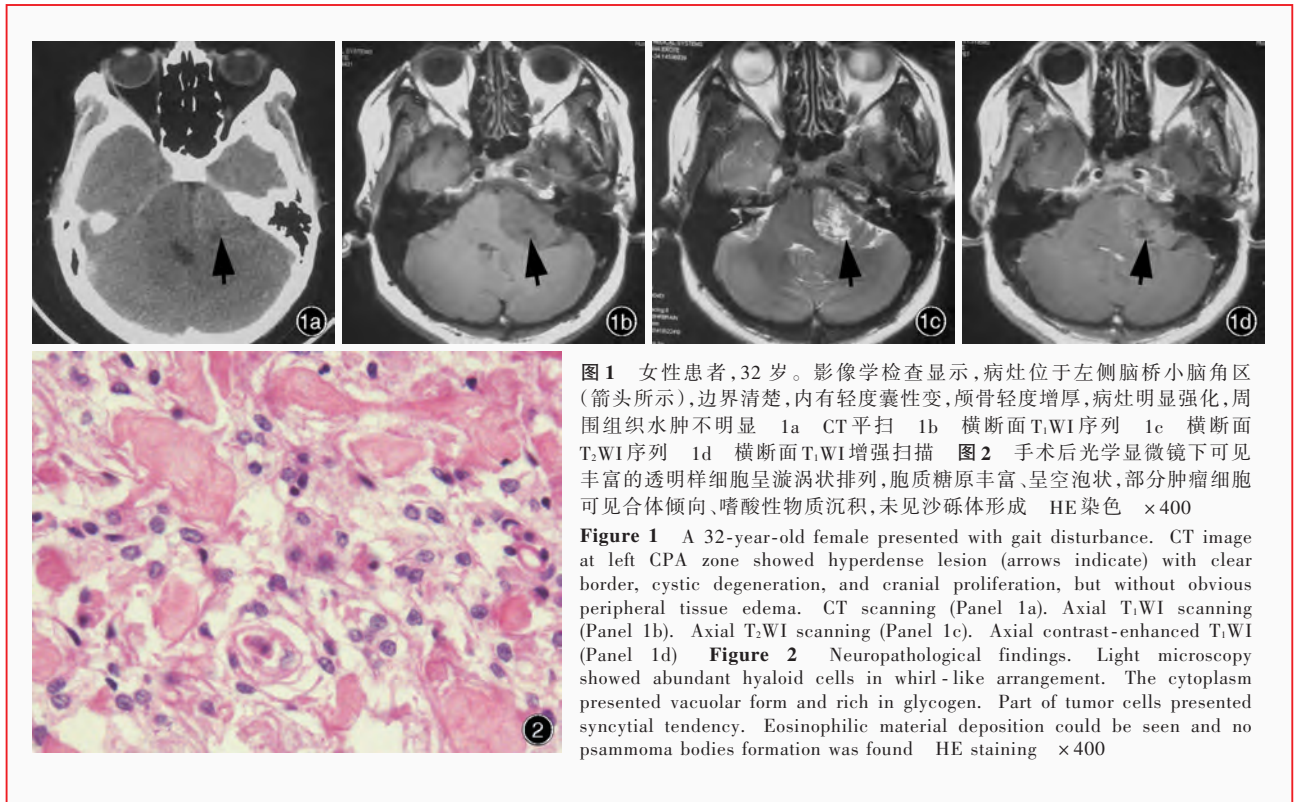 1a
1b
1c
1d
2
图1 女性患者,32 岁。影像学检查显示,病灶位于左侧脑桥小脑角区
(箭头所示),边界清楚,内有轻度囊性变,颅骨轻度增厚,病灶明显强化,周
围组织水肿不明显 1a CT平扫 1b 横断面T₁WI序列 1c 横断面
T₂WI序列 1d 横断面T₁WI增强扫描 图2 手术后光学显微镜下可见
丰富的透明样细胞呈漩涡状排列,胞质糖原丰富、呈空泡状,部分肿瘤细胞
可见合体倾向、嗜酸性物质沉积,未见沙砾体形成 HE染色 ×400
Figure 1 A 32-year-old female presented with gait disturbance. CT image
at left CPA zone showed hyperdense lesion (arrows indicate) with clear
border, cystic degeneration, and cranial proliferation, but without obvious
peripheral tissue edema. CT scanning (Panel 1a). Axial T₁WI scanning
(Panel 1b). Axial T₂WI scanning (Panel 1c). Axial contrast-enhanced T₁WI
(Panel 1d) Figure 2 Neuropathological findings. Light microscopy
showed abundant hyaloid cells in whirl-like arrangement. The cytoplasm
presented vacuolar form and rich in glycogen. Part of tumor cells presented
syncytial tendency. Eosinophilic material deposition could be seen and no
psammoma bodies formation was found HE staining ×400